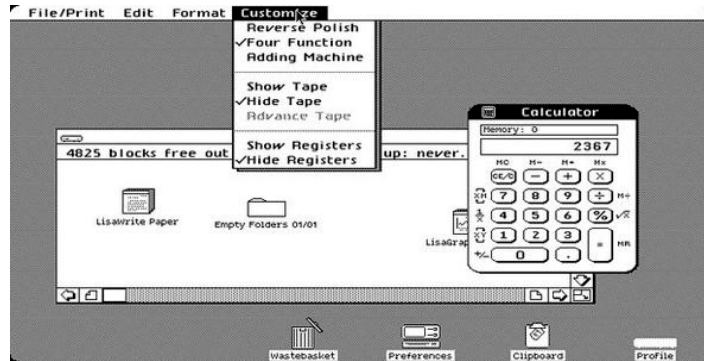 File/Print Edit Format Customize
Reverse Polish
✓Four Function
Adding Machine
Show Tape
✓Hide Tape
Advance Tape
Show Registers
✓Hide Registers
4825 blocks free out
up: never.
LisaWrite Paper
Empty Folders 01/01
LisaGrap
Calculator
Memory: 0
2367
MC M- M+ Mx
CE/C − + ×
7 8 9 ÷ M+
4 5 6 % √x
1 2 3 = MR
+/- 0 .
Wastebasket
Preferences
Clipboard
Profile